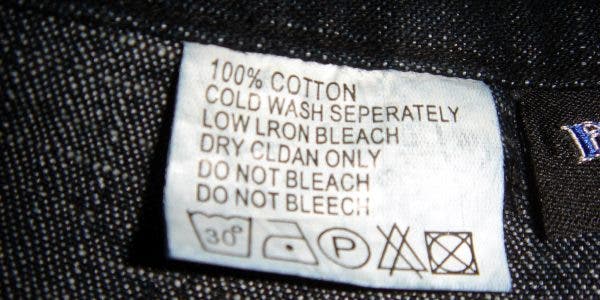 100% COTTON
COLD WASH SEPERATELY
LOW LRON BLEACH
DRY CLDAN ONLY
DO NOT BLEACH
DO NOT BLEECH
30° P